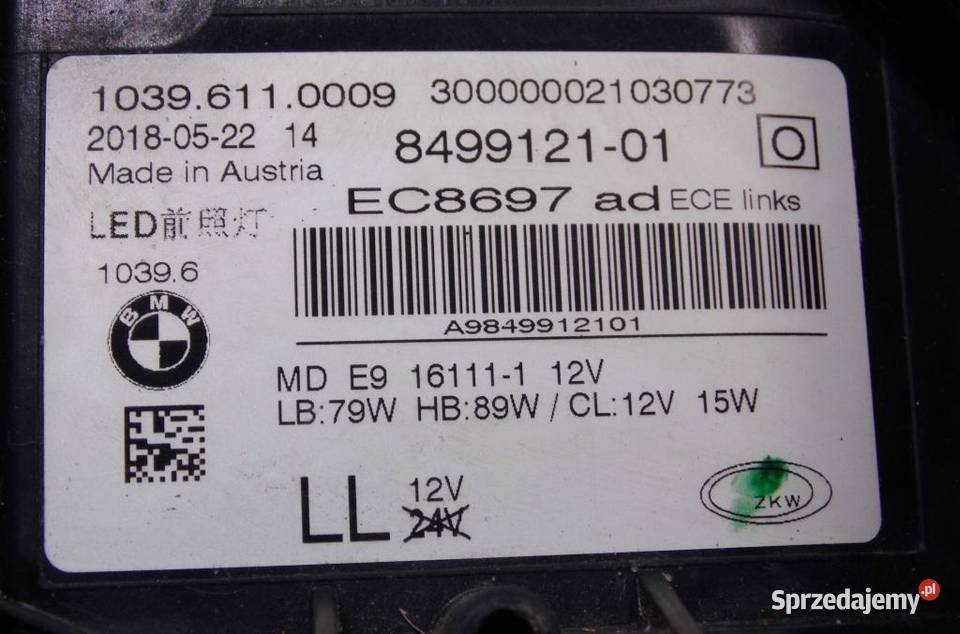 1039.611.0009 300000021030773
2018-05-22 14 8499121-01 O
Made in Austria
EC8697 ad ECE links
LED前照灯
1039.6
BMW
A9849912101
MD E9 16111-1 12V
LB:79W HB:89W / CL:12V 15W
LL 12V
24V
ZKW
Sprzedajemy.pl